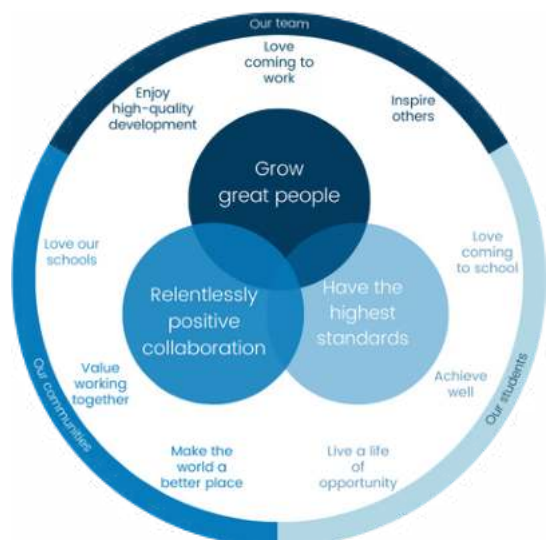 Our team
Love
coming to
work
Enjoy
high-quality
development
Inspire
others
Grow
great people
Love our
schools
Love
coming
to school
Relentlessly
positive
collaboration
Have the
highest
standards
Value
working
together
Achieve
well
Our communities
Our students
Make the
world a
better place
Live a life
of
opportunity